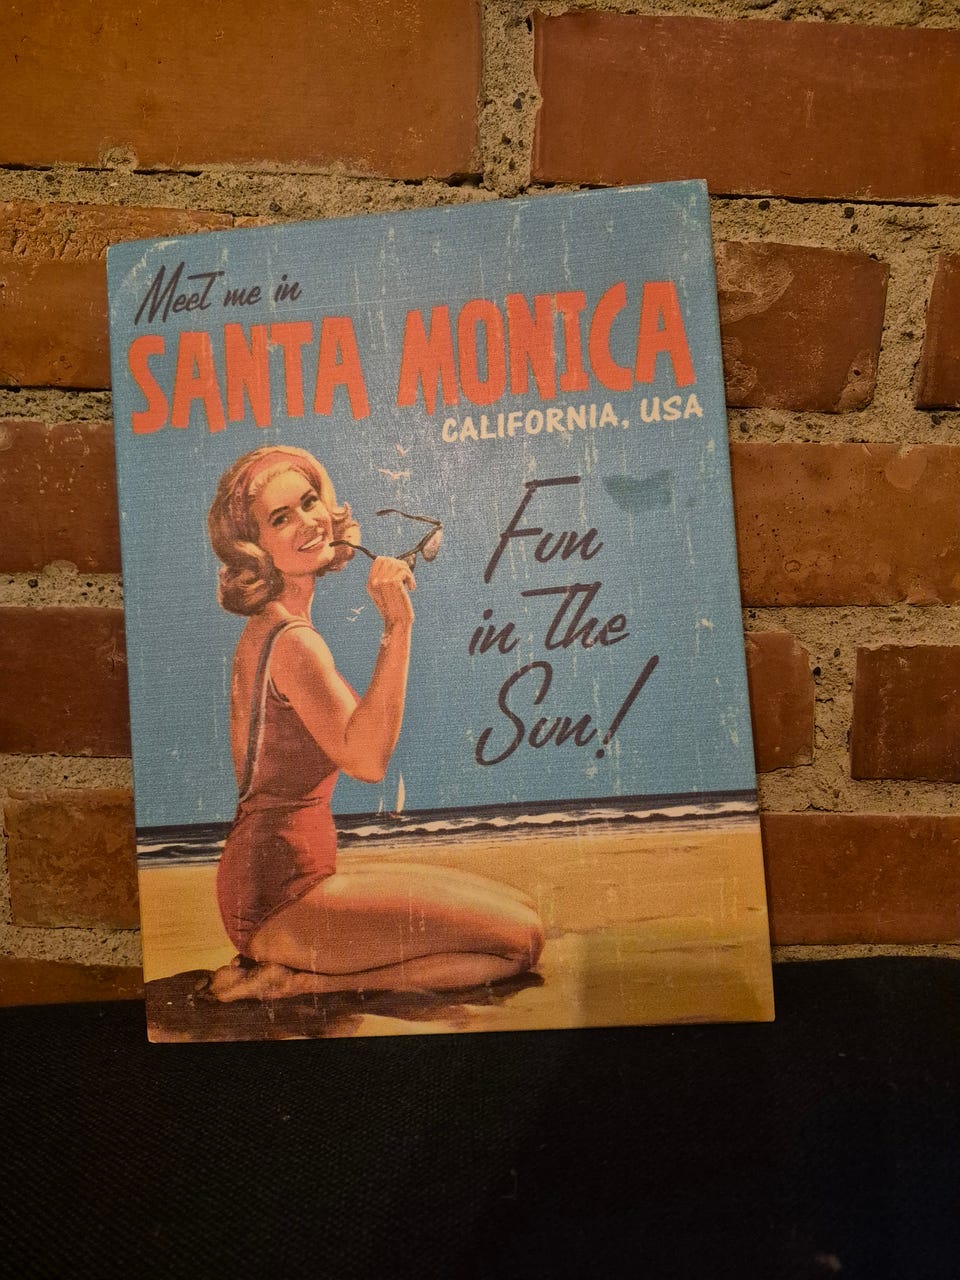 Meet me in
SANTA MONICA
CALIFORNIA, USA
Fun
in the
Sun!